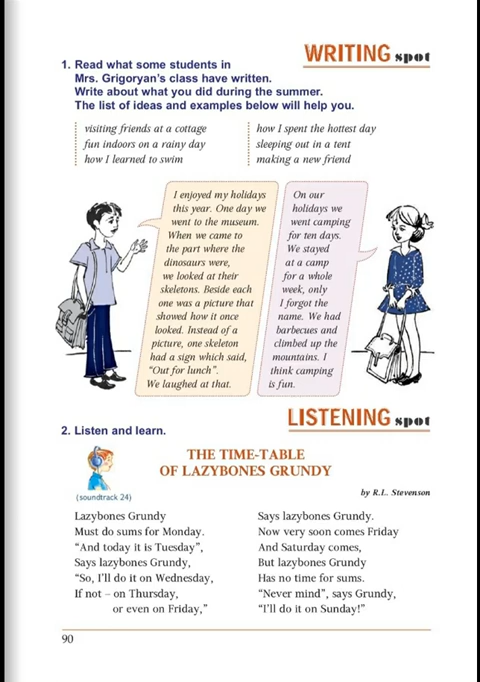 WRITING spot
1. Read what some students in
Mrs. Grigoryan's class have written.
Write about what you did during the summer.
The list of ideas and examples below will help you.
visiting friends at a cottage
fun indoors on a rainy day
how I learned to swim
how I spent the hottest day
sleeping out in a tent
making a new friend
I enjoyed my holidays
this year. One day we
went to the museum.
When we came to
the part where the
dinosaurs were,
we looked at their
skeletons. Beside each
one was a picture that
showed how it once
looked. Instead of a
picture, one skeleton
had a sign which said,
“Out for lunch”.
We laughed at that.
On our
holidays we
went camping
for ten days.
We stayed
at a camp
for a whole
week, only
I forgot the
name. We had
barbecues and
climbed up the
mountains. I
think camping
is fun.
LISTENING spot
2. Listen and learn.
(soundtrack 24)
THE TIME-TABLE
OF LAZYBONES GRUNDY
by R.L. Stevenson
Lazybones Grundy
Must do sums for Monday.
“And today it is Tuesday”,
Says lazybones Grundy,
“So, I'll do it on Wednesday,
If not – on Thursday,
or even on Friday,”
Says lazybones Grundy.
Now very soon comes Friday
And Saturday comes,
But lazybones Grundy
Has no time for sums.
“Never mind”, says Grundy,
“I'll do it on Sunday!”
90